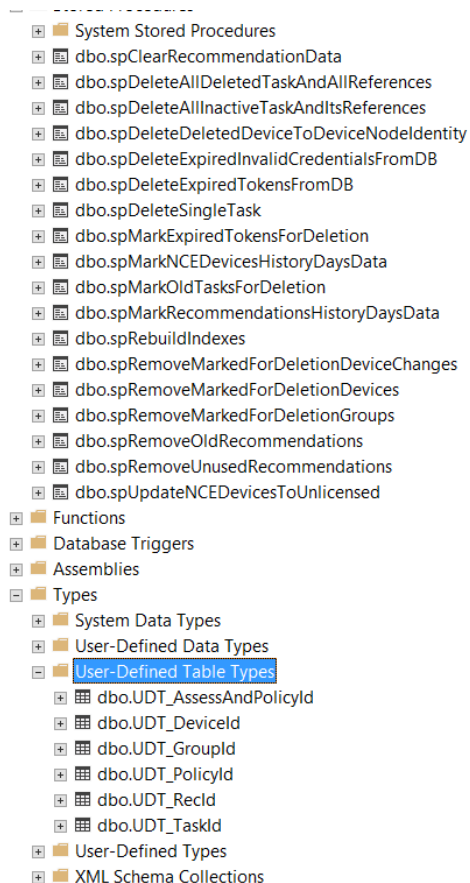 System Stored Procedures
dbo.spClearRecommendationData
dbo.spDeleteAllDeletedTaskAndAllReferences
dbo.spDeleteAllInactiveTaskAndItsReferences
dbo.spDeleteDeletedDeviceToDeviceNodeIdentity
dbo.spDeleteExpiredInvalidCredentialsFromDB
dbo.spDeleteExpiredTokensFromDB
dbo.spDeleteSingleTask
dbo.spMarkExpiredTokensForDeletion
dbo.spMarkNCEDevicesHistoryDaysData
dbo.spMarkOldTasksForDeletion
dbo.spMarkRecommendationsHistoryDaysData
dbo.spRebuildIndexes
dbo.spRemoveMarkedForDeletionDeviceChanges
dbo.spRemoveMarkedForDeletionDevices
dbo.spRemoveMarkedForDeletionGroups
dbo.spRemoveOldRecommendations
dbo.spRemoveUnusedRecommendations
dbo.spUpdateNCEDevicesToUnlicensed
Functions
Database Triggers
Assemblies
Types
System Data Types
User-Defined Data Types
User-Defined Table Types
dbo.UDT_AssessAndPolicyId
dbo.UDT_DeviceId
dbo.UDT_GroupId
dbo.UDT_PolicyId
dbo.UDT_RecId
dbo.UDT_TaskId
User-Defined Types
XML Schema Collections